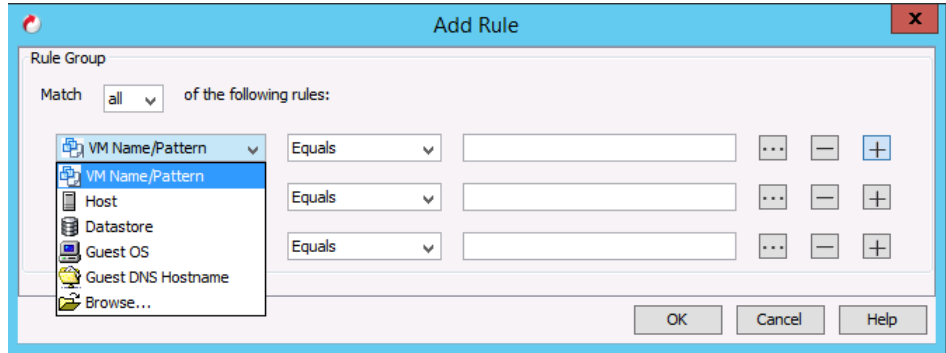 Add Rule
x
Rule Group
Match all of the following rules:
VM Name/Pattern Equals ... — +
VM Name/Pattern
Host Equals ... — +
Datastore
Guest OS Equals ... — +
Guest DNS Hostname
Browse...
OK Cancel Help